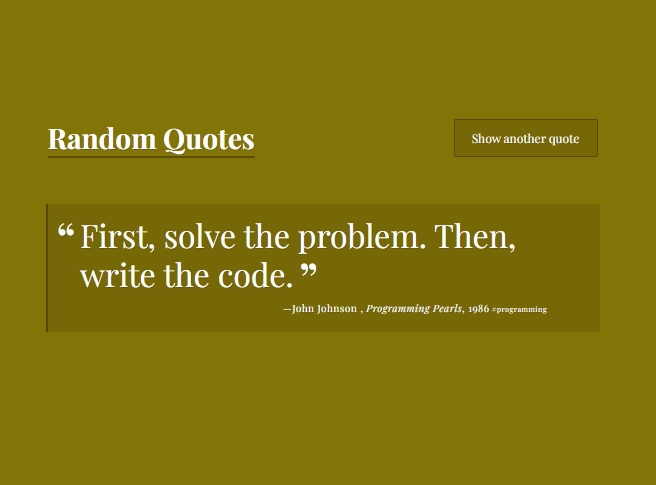 Random Quotes
Show another quote
“ First, solve the problem. Then,
write the code. ”
—John Johnson , Programming Pearls, 1986 #programming